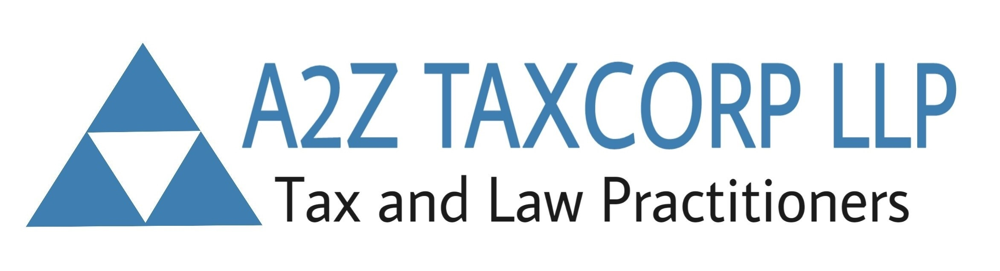 A2Z TAXCORP LLP
Tax and Law Practitioners